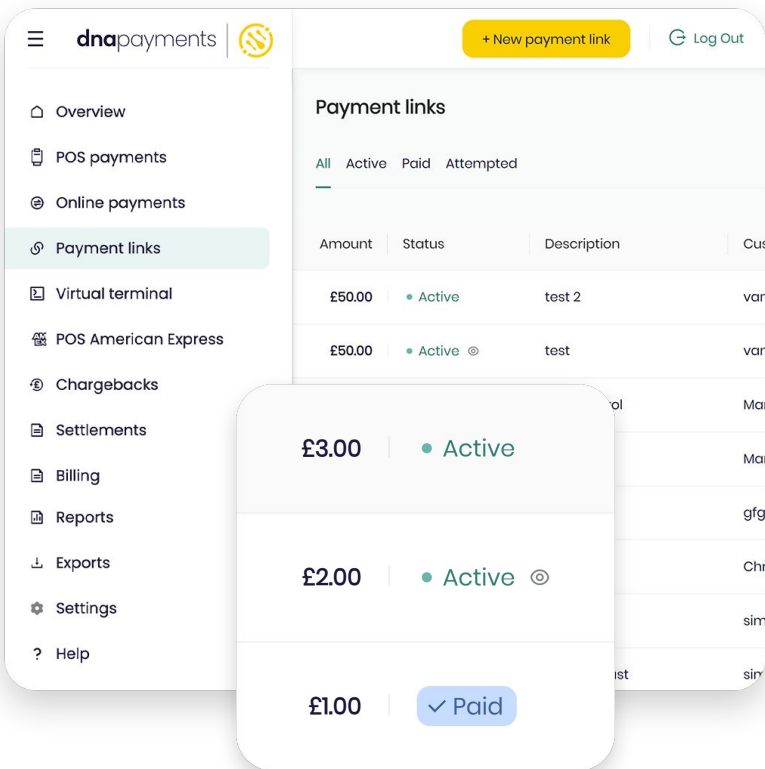 dnapayments
+ New payment link
Log Out
Overview
POS payments
Online payments
Payment links
Virtual terminal
POS American Express
Chargebacks
Settlements
Billing
Reports
Exports
Settings
? Help
Payment links
All Active Paid Attempted
Amount Status Description
£50.00 Active test 2
£50.00 Active test
£3.00 Active
£2.00 Active
£1.00 Paid